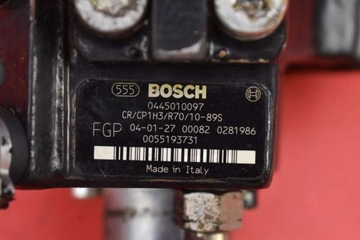 555 BOSCH
0445010097
CR/CP1H3/R70/10-89S
FGP 04-01-27 00082 0281986
0055193731
Made in Italy